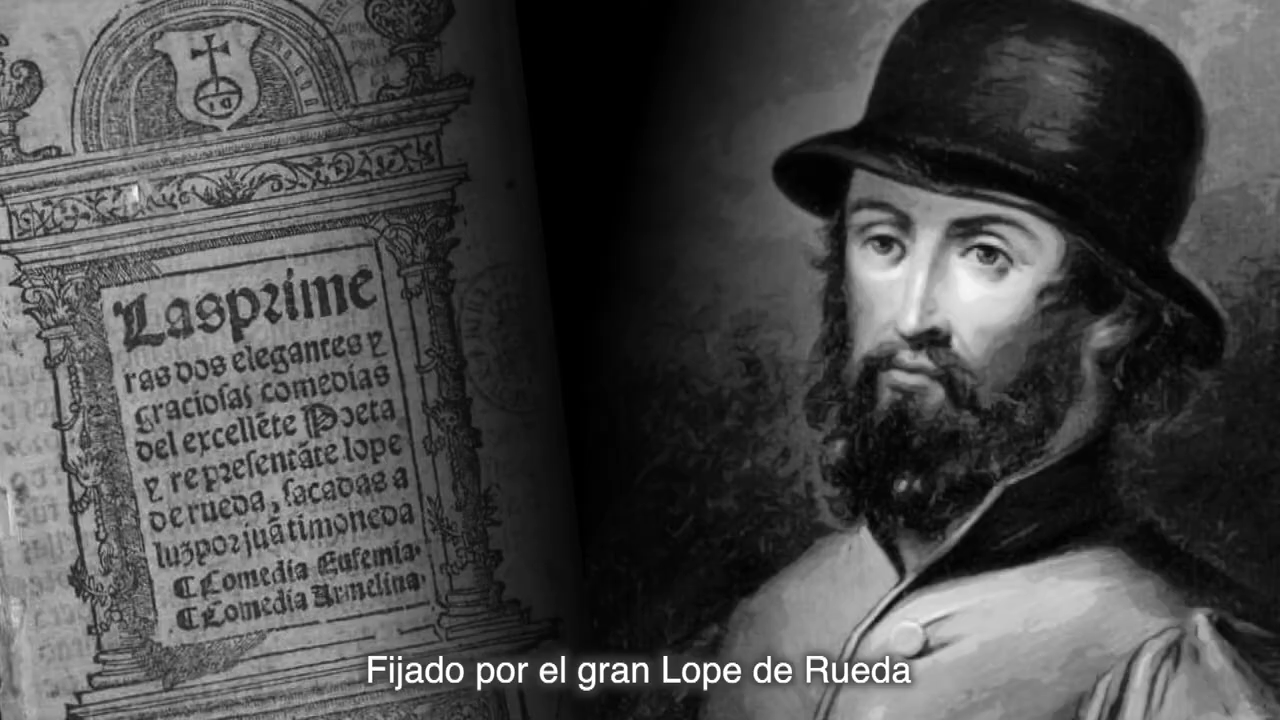 Lasprime
ras dos elegantes y
graciosas comedias
del excellẽte Poeta
y representãte lope
de rueda, sacadas a
luz por juã timoneda
Comedia Eufemia.
Comedia Armelina.
Fijado por el gran Lope de Rueda